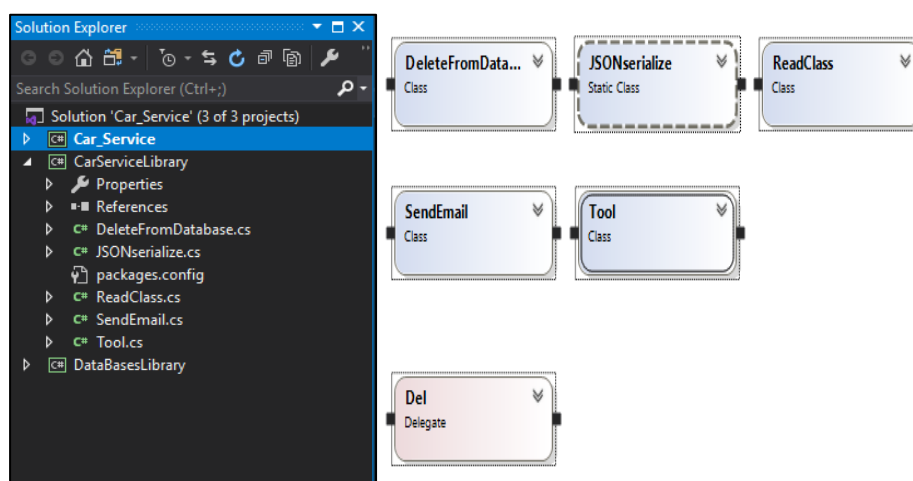 Solution Explorer
Search Solution Explorer (Ctrl+;)
Solution 'Car_Service' (3 of 3 projects)
C# Car_Service
C# CarServiceLibrary
Properties
References
C# DeleteFromDatabase.cs
C# JSONserialize.cs
packages.config
C# ReadClass.cs
C# SendEmail.cs
C# Tool.cs
C# DataBasesLibrary
DeleteFromData...
Class
JSONserialize
Static Class
ReadClass
Class
SendEmail
Class
Tool
Class
Del
Delegate